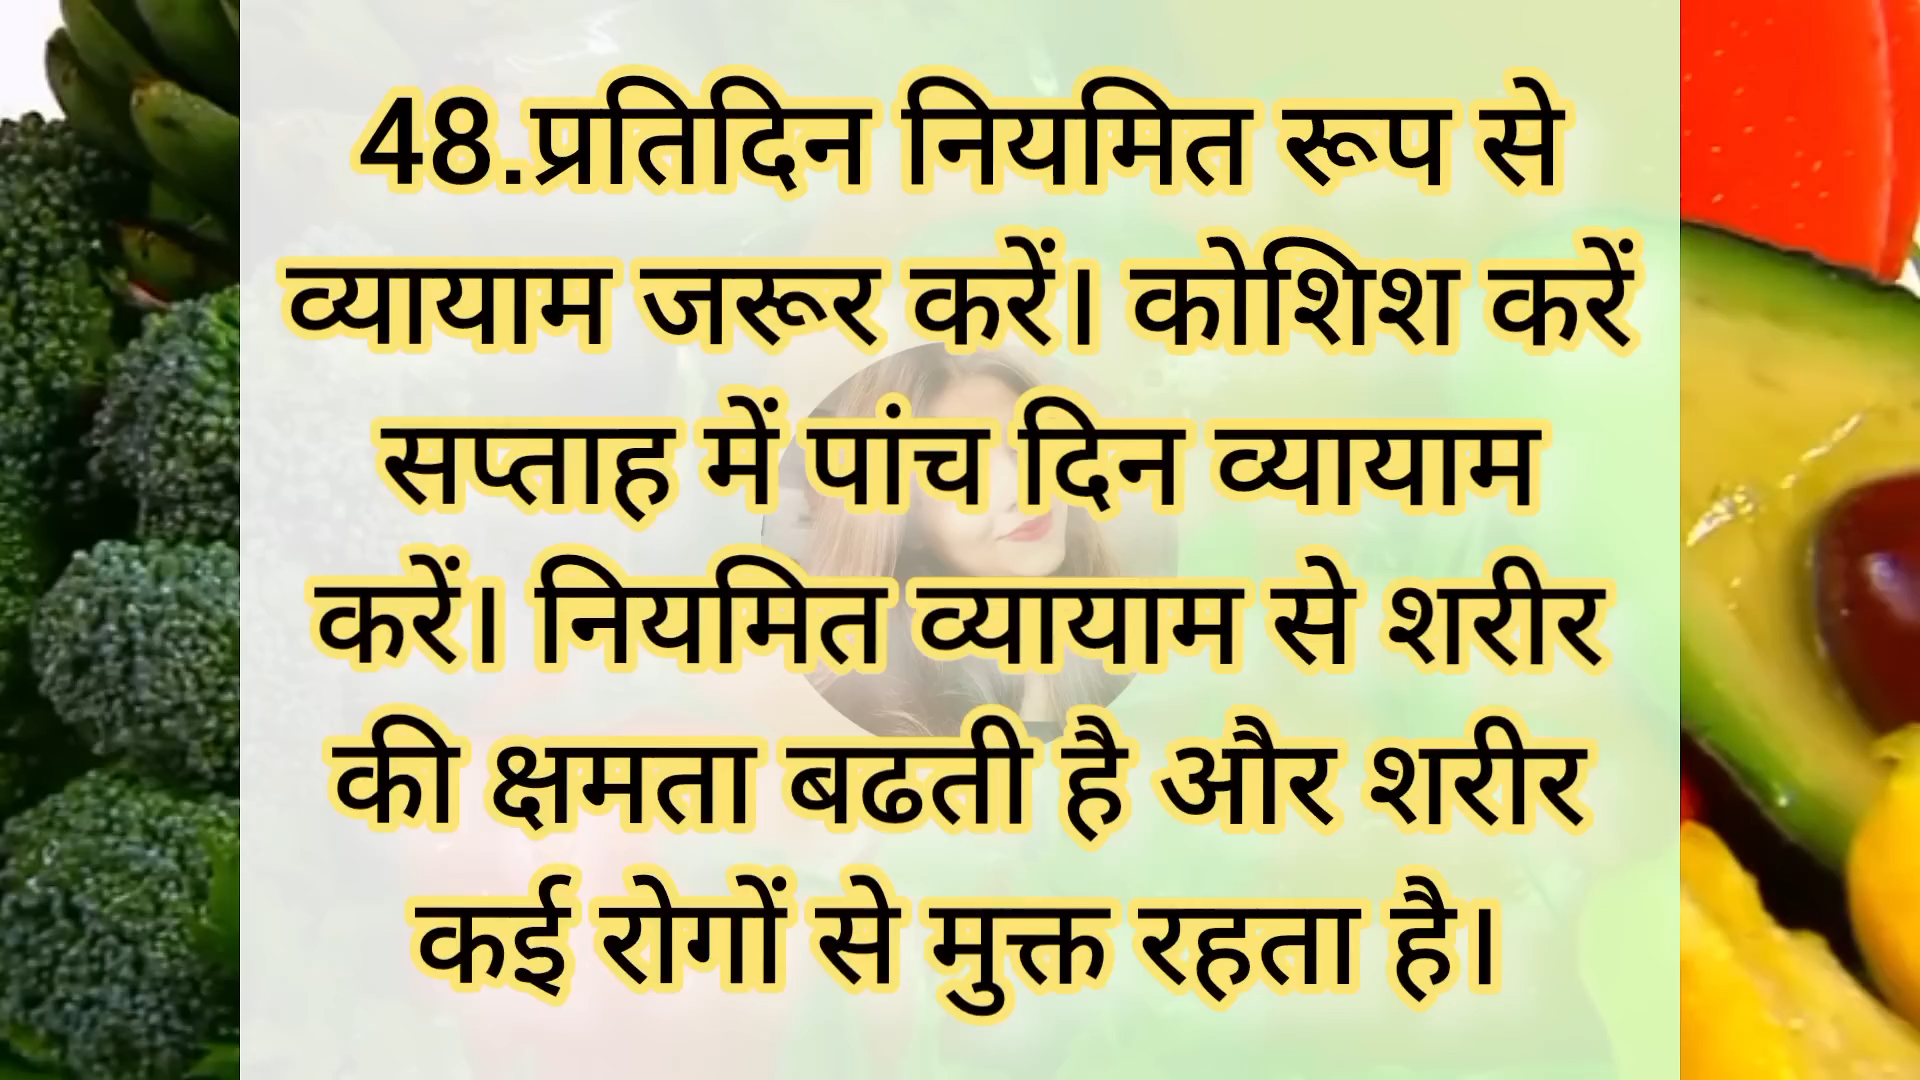 48.प्रतिदिन नियमित रूप से
व्यायाम जरूर करें। कोशिश करें
सप्ताह में पांच दिन व्यायाम
करें। नियमित व्यायाम से शरीर
की क्षमता बढती है और शरीर
कई रोगों से मुक्त रहता है।